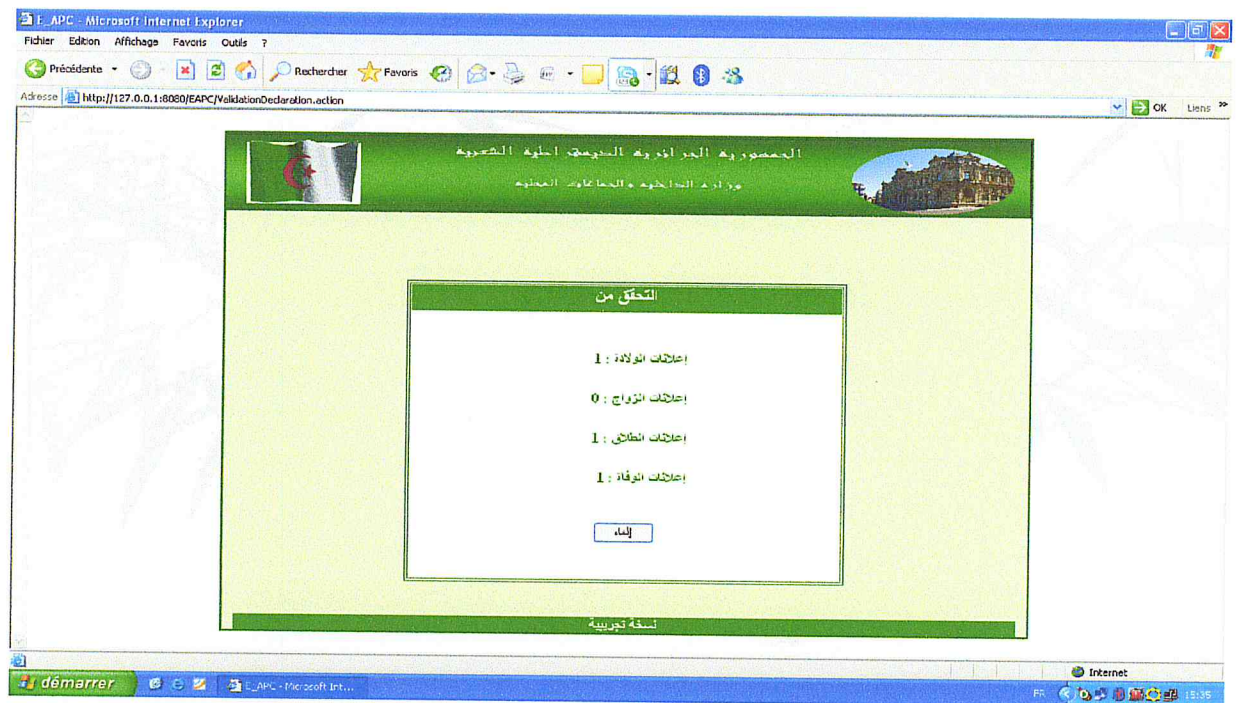 E_APC - Microsoft Internet Explorer
Fichier Edition Affichage Favoris Outils ?
Précédente Rechercher Favoris
Adresse http://127.0.0.1:8080/EAPC/ValidationDeclaration.action OK Liens »
الجمهورية الجزائرية الديمقراطية الشعبية
وزارة الداخلية والجماعات المحلية
التحقق من
إعلانات الولادة : 1
إعلانات الزواج : 0
إعلانات الطلاق : 1
إعلانات الوفاة : 1
إلغاء
نسخة تجريبية
Internet
démarrer E_APC - Microsoft Int... FR 15:35